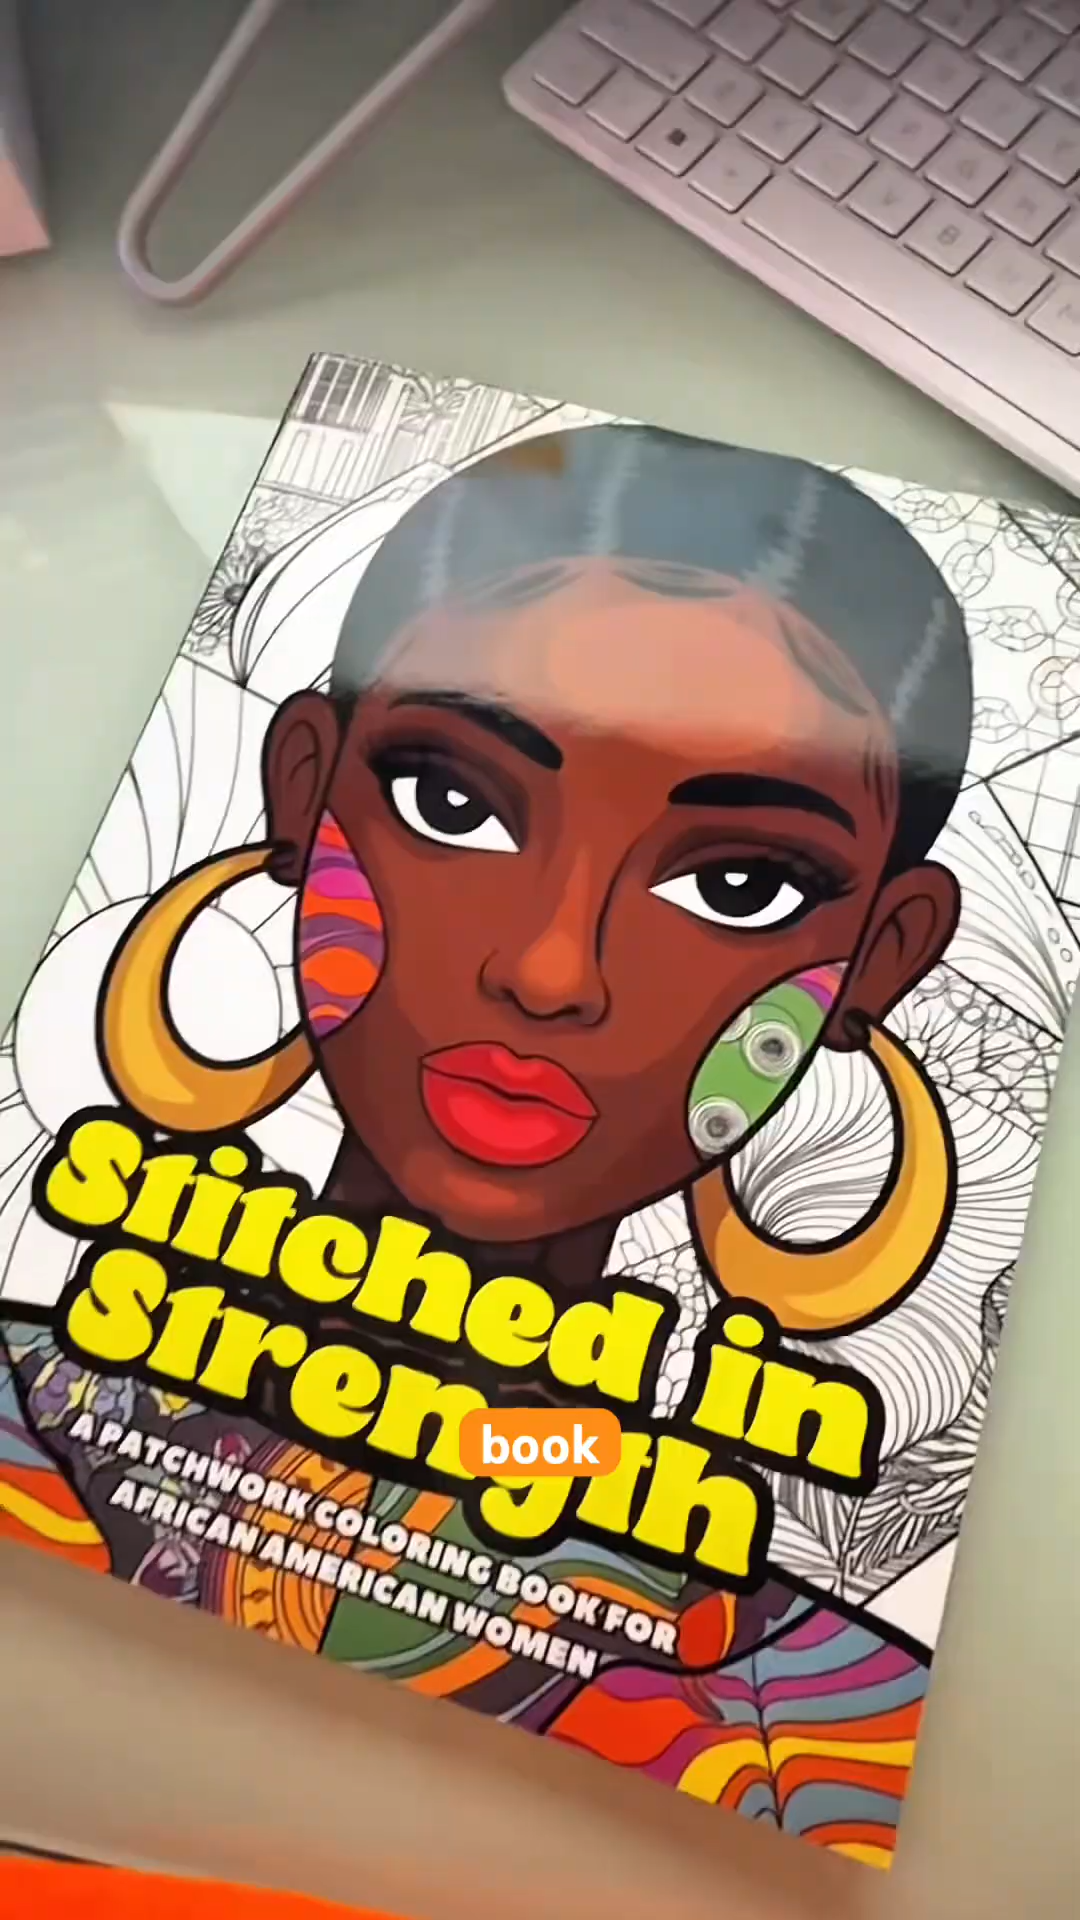 Stitched in
Strength
book
A PATCHWORK COLORING BOOK FOR
AFRICAN AMERICAN WOMEN